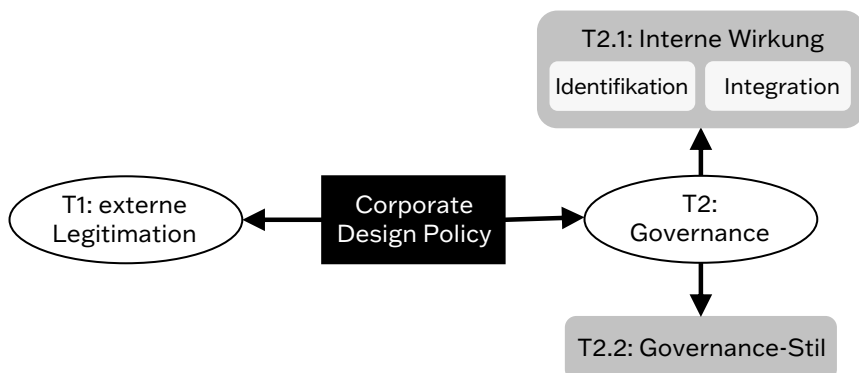 T2.1: Interne Wirkung
Identifikation
Integration
T1: externe
Legitimation
Corporate
Design Policy
T2:
Governance
T2.2: Governance-Stil